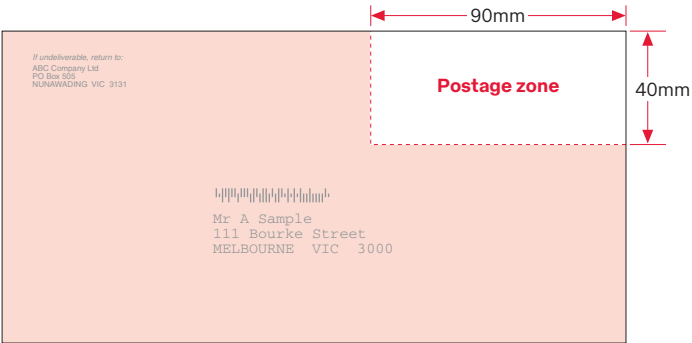 90mm
If undeliverable, return to:
ABC Company Ltd
PO Box 505
NUNAWADING VIC 3131
Postage zone
40mm
Mr A Sample
111 Bourke Street
MELBOURNE VIC 3000